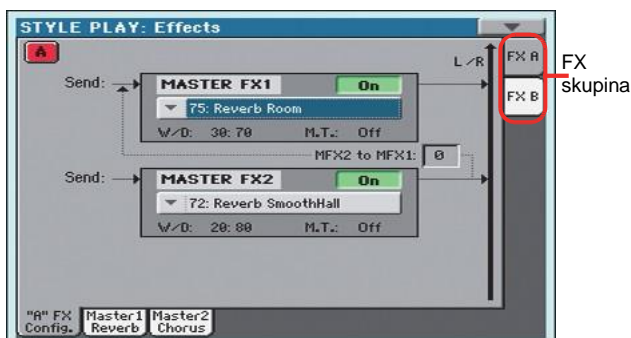 STYLE PLAY: Effects
A
L/R
FX A
FX B
FX
skupina
Send:
MASTER FX1
On
75: Reverb Room
W/D: 30:70
M.T.: Off
MFX2 to MFX1: 0
Send:
MASTER FX2
On
72: Reverb SmoothHall
W/D: 20:80
M.T.: Off
"A" FX
Config.
Master1
Reverb
Master2
Chorus